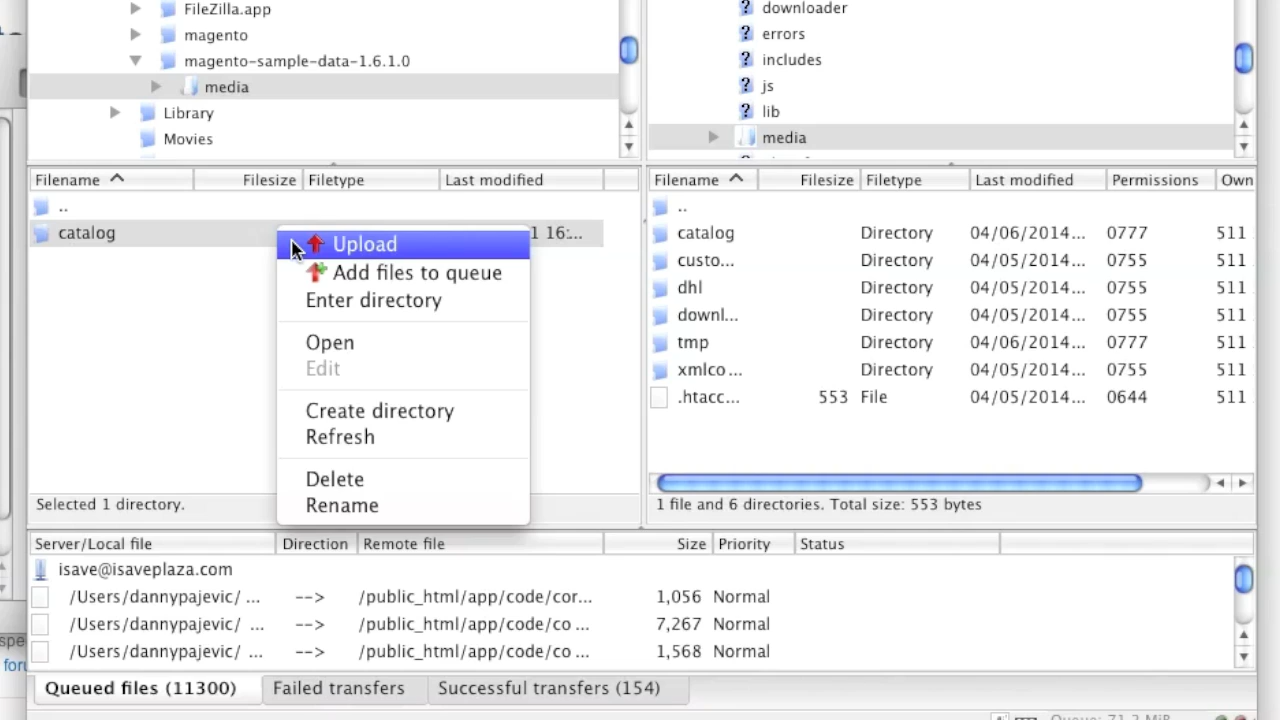 FileZilla.app
magento
magento-sample-data-1.6.1.0
media
Library
Movies
downloader
errors
includes
js
lib
media
Filename Filesize Filetype Last modified
..
catalog 1 16:...
Upload
Add files to queue
Enter directory
Open
Edit
Create directory
Refresh
Delete
Rename
Selected 1 directory.
Filename Filesize Filetype Last modified Permissions Own
..
catalog Directory 04/06/2014... 0777 511
custo... Directory 04/05/2014... 0755 511
dhl Directory 04/05/2014... 0755 511
downl... Directory 04/05/2014... 0755 511
tmp Directory 04/06/2014... 0777 511
xmlco... Directory 04/05/2014... 0755 511
.htacc... 553 File 04/05/2014... 0644 511
1 file and 6 directories. Total size: 553 bytes
Server/Local file Direction Remote file Size Priority Status
isave@isaveplaza.com
/Users/dannypajevic/ ... --> /public_html/app/code/cor... 1,056 Normal
/Users/dannypajevic/ ... --> /public_html/app/code/co ... 7,267 Normal
/Users/dannypajevic/ ... --> /public_html/app/code/co ... 1,568 Normal
Queued files (11300) Failed transfers Successful transfers (154)
spe
foru
Queue: 71.2 MiB